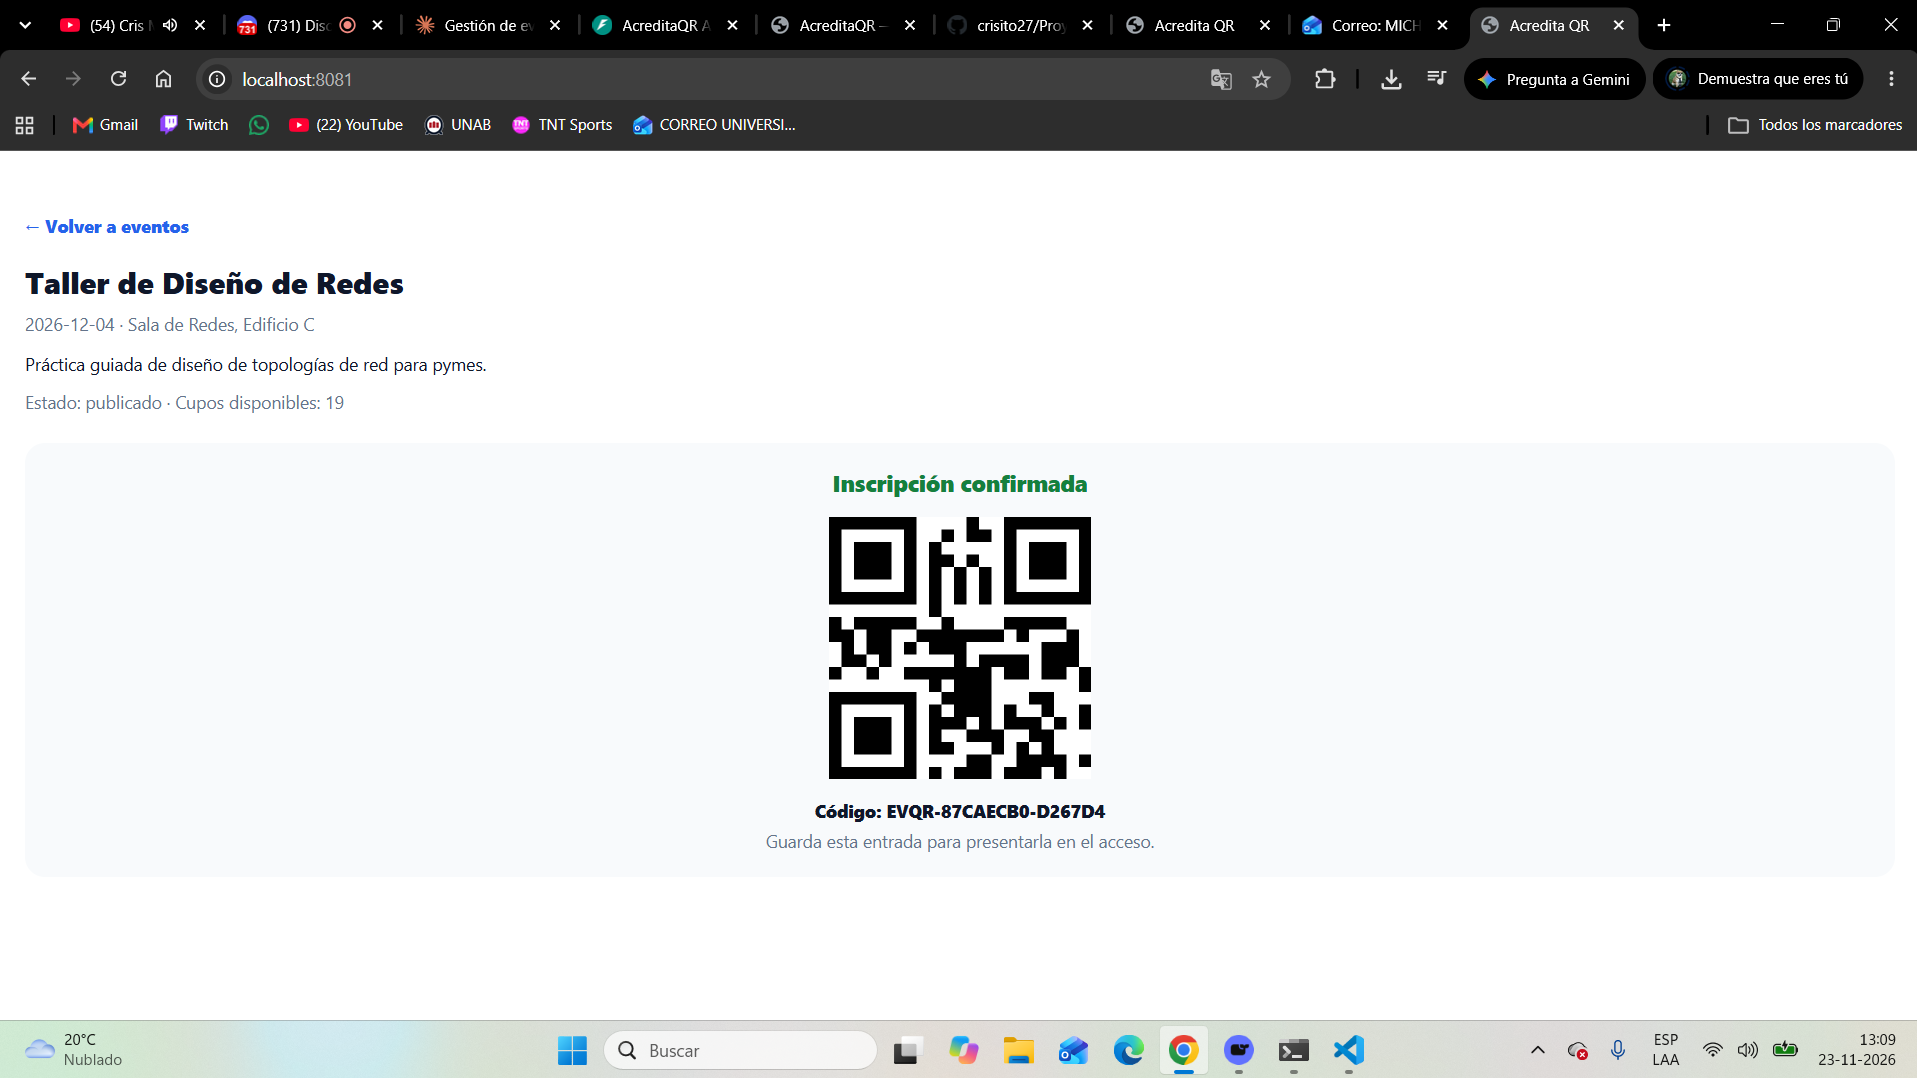 (54) Cris
(731) Disc
Gestión de ev
AcreditaQR A
AcreditaQR –
crisito27/Proy
Acredita QR
Correo: MICH
Acredita QR
localhost:8081
Pregunta a Gemini
Demuestra que eres tú
Gmail
Twitch
(22) YouTube
UNAB
TNT Sports
CORREO UNIVERSI...
Todos los marcadores
← Volver a eventos
Taller de Diseño de Redes
2026-12-04 · Sala de Redes, Edificio C
Práctica guiada de diseño de topologías de red para pymes.
Estado: publicado · Cupos disponibles: 19
Inscripción confirmada
Código: EVQR-87CAECB0-D267D4
Guarda esta entrada para presentarla en el acceso.
20°C
Nublado
Buscar
ESP
LAA
13:09
23-11-2026